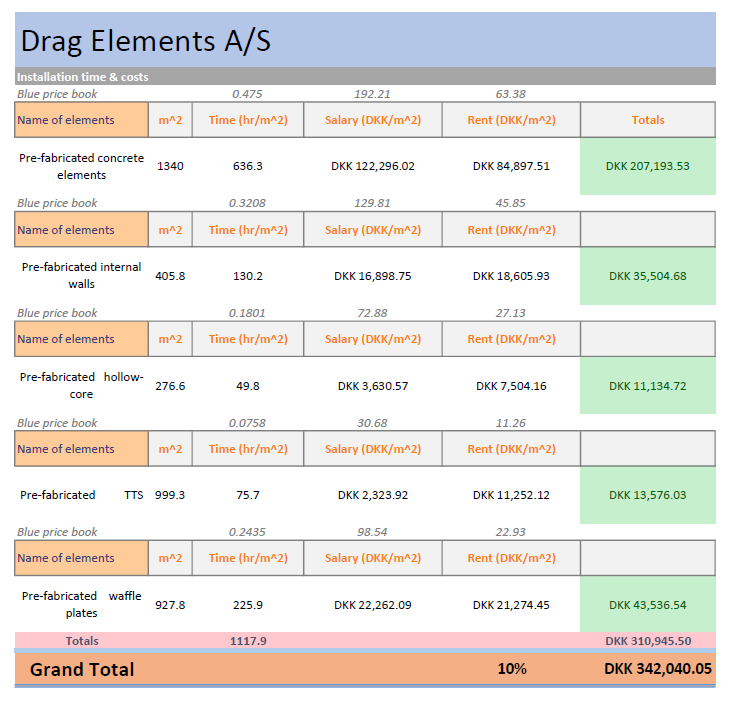 Drag Elements A/S
Installation time & costs
Blue price book 0.475 192.21 63.38
Name of elements m^2 Time (hr/m^2) Salary (DKK/m^2) Rent (DKK/m^2) Totals
Pre-fabricated concrete
elements 1340 636.3 DKK 122,296.02 DKK 84,897.51 DKK 207,193.53
Blue price book 0.3208 129.81 45.85
Name of elements m^2 Time (hr/m^2) Salary (DKK/m^2) Rent (DKK/m^2)
Pre-fabricated internal
walls 405.8 130.2 DKK 16,898.75 DKK 18,605.93 DKK 35,504.68
Blue price book 0.1801 72.88 27.13
Name of elements m^2 Time (hr/m^2) Salary (DKK/m^2) Rent (DKK/m^2)
Pre-fabricated hollow-
core 276.6 49.8 DKK 3,630.57 DKK 7,504.16 DKK 11,134.72
Blue price book 0.0758 30.68 11.26
Name of elements m^2 Time (hr/m^2) Salary (DKK/m^2) Rent (DKK/m^2)
Pre-fabricated TTS 999.3 75.7 DKK 2,323.92 DKK 11,252.12 DKK 13,576.03
Blue price book 0.2435 98.54 22.93
Name of elements m^2 Time (hr/m^2) Salary (DKK/m^2) Rent (DKK/m^2)
Pre-fabricated waffle
plates 927.8 225.9 DKK 22,262.09 DKK 21,274.45 DKK 43,536.54
Totals 1117.9 DKK 310,945.50
Grand Total 10% DKK 342,040.05